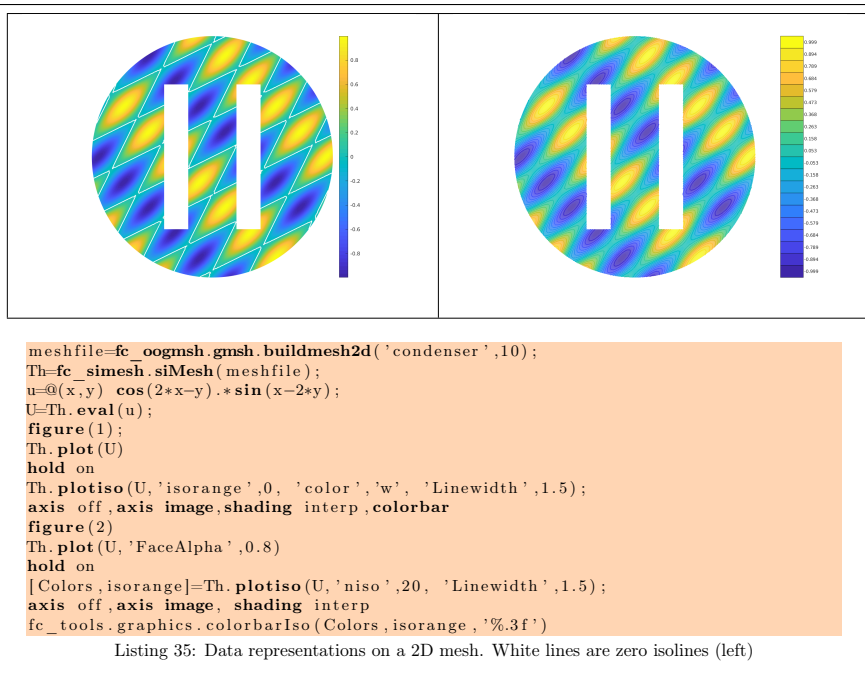 0.8
0.6
0.4
0.2
0
-0.2
-0.4
-0.6
-0.8
0.999
0.894
0.789
0.684
0.579
0.473
0.368
0.263
0.158
0.053
-0.053
-0.158
-0.263
-0.368
-0.473
-0.579
-0.684
-0.789
-0.894
-0.999
meshfile=fc_oogmsh.gmsh.buildmesh2d('condenser',10);
Th=fc_simesh.siMesh(meshfile);
u=@(x,y) cos(2*x-y).*sin(x-2*y);
U=Th.eval(u);
figure(1);
Th.plot(U)
hold on
Th.plotiso(U,'isorange',0, 'color','w', 'Linewidth',1.5);
axis off,axis image,shading interp,colorbar
figure(2)
Th.plot(U,'FaceAlpha',0.8)
hold on
[Colors,isorange]=Th.plotiso(U,'niso',20, 'Linewidth',1.5);
axis off,axis image, shading interp
fc_tools.graphics.colorbarIso(Colors,isorange,'%.3f')
Listing 35: Data representations on a 2D mesh. White lines are zero isolines (left)